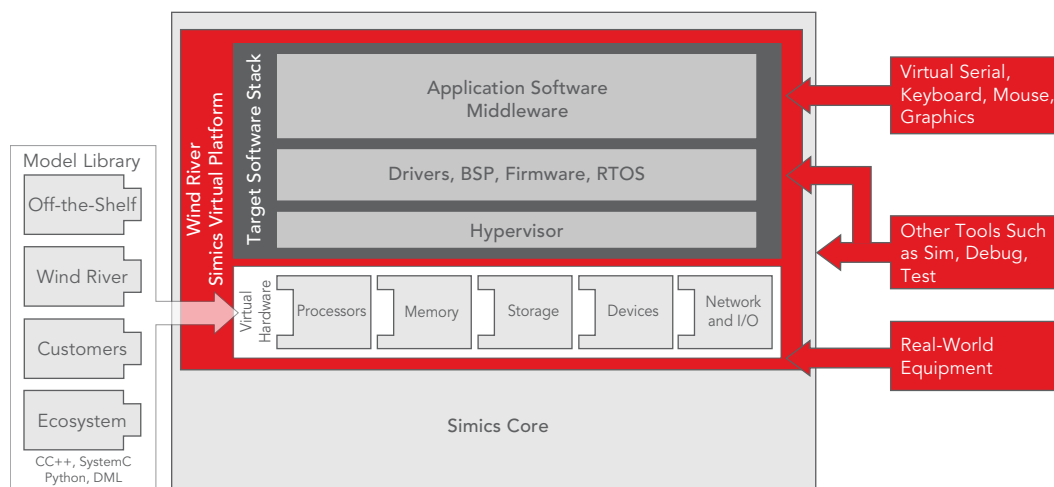 Model Library
Off-the-Shelf
Wind River
Customers
Ecosystem
CC++, SystemC
Python, DML
Wind River
Simics Virtual Platform
Target Software Stack
Application Software
Middleware
Drivers, BSP, Firmware, RTOS
Hypervisor
Virtual
Hardware
Processors
Memory
Storage
Devices
Network
and I/O
Simics Core
Virtual Serial,
Keyboard, Mouse,
Graphics
Other Tools Such
as Sim, Debug,
Test
Real-World
Equipment